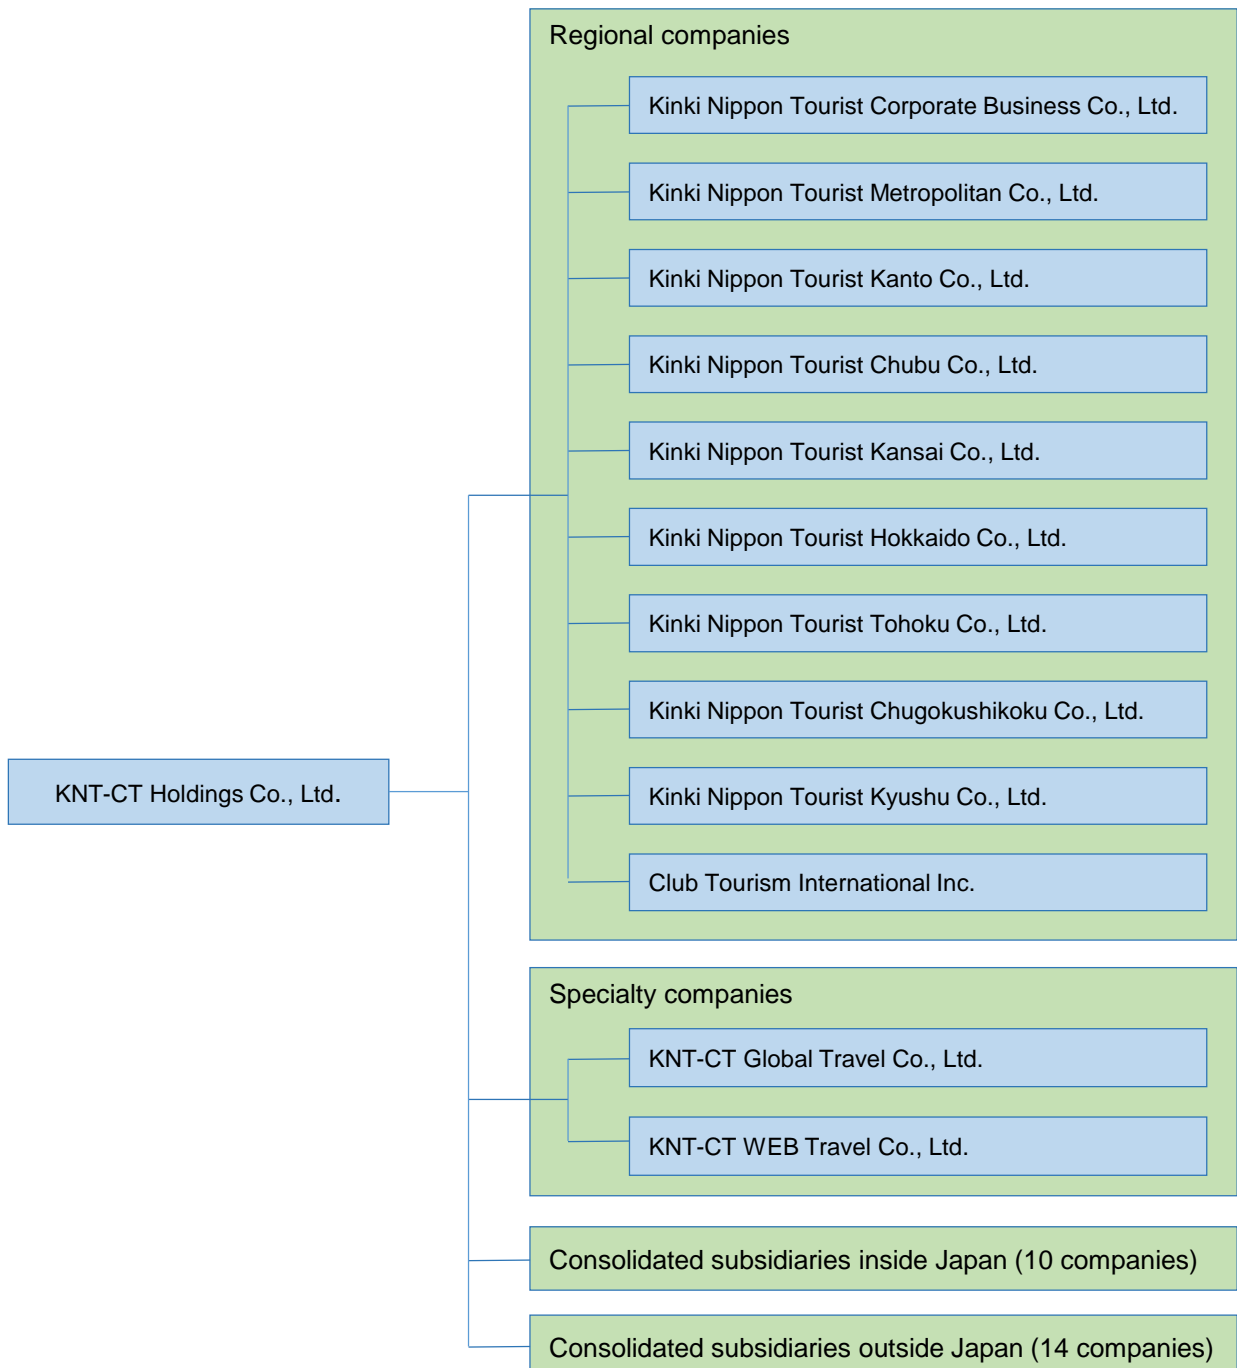 Regional companies
Kinki Nippon Tourist Corporate Business Co., Ltd.
Kinki Nippon Tourist Metropolitan Co., Ltd.
Kinki Nippon Tourist Kanto Co., Ltd.
Kinki Nippon Tourist Chubu Co., Ltd.
Kinki Nippon Tourist Kansai Co., Ltd.
Kinki Nippon Tourist Hokkaido Co., Ltd.
Kinki Nippon Tourist Tohoku Co., Ltd.
Kinki Nippon Tourist Chugokushikoku Co., Ltd.
KNT-CT Holdings Co., Ltd.
Kinki Nippon Tourist Kyushu Co., Ltd.
Club Tourism International Inc.
Specialty companies
KNT-CT Global Travel Co., Ltd.
KNT-CT WEB Travel Co., Ltd.
Consolidated subsidiaries inside Japan (10 companies)
Consolidated subsidiaries outside Japan (14 companies)